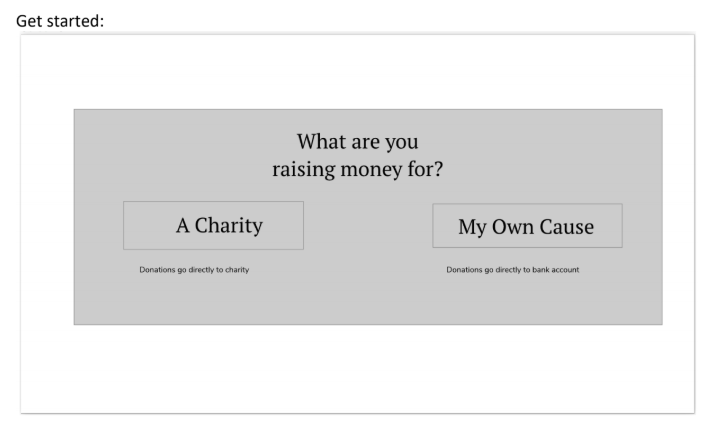 Get started:
What are you
raising money for?
A Charity
My Own Cause
Donations go directly to charity
Donations go directly to bank account